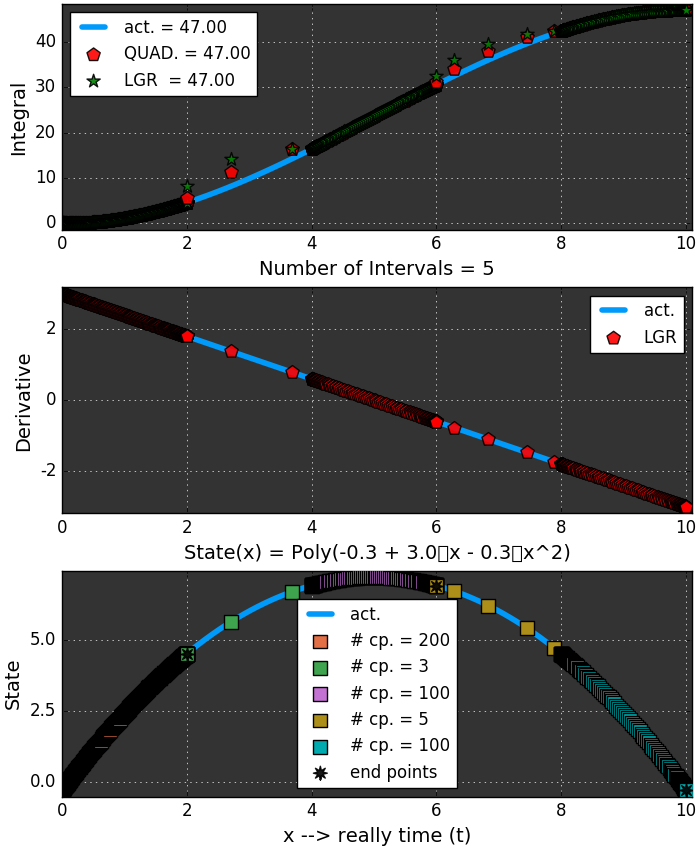 act. = 47.00
QUAD. = 47.00
LGR = 47.00
Integral
40
30
20
10
0
0 2 4 6 8 10
Number of Intervals = 5
act.
LGR
Derivative
2
0
-2
0 2 4 6 8 10
State(x) = Poly(-0.3 + 3.0▯x - 0.3▯x^2)
act.
# cp. = 200
# cp. = 3
# cp. = 100
# cp. = 5
# cp. = 100
end points
State
5.0
2.5
0.0
0 2 4 6 8 10
x --> really time (t)